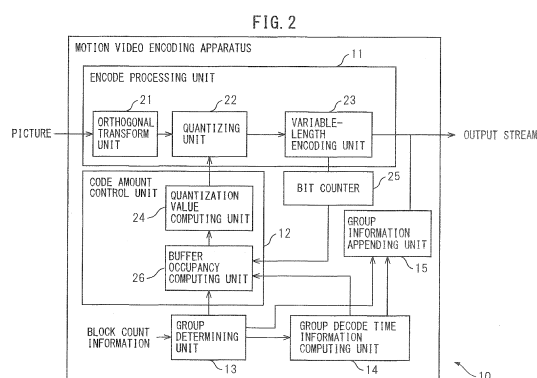 FIG. 2
MOTION VIDEO ENCODING APPARATUS
11
ENCODE PROCESSING UNIT
21
22
23
ORTHOGONAL
TRANSFORM
UNIT
QUANTIZING
UNIT
VARIABLE-
LENGTH
ENCODING UNIT
PICTURE
OUTPUT STREAM
CODE AMOUNT
CONTROL UNIT
BIT COUNTER
25
QUANTIZATION
VALUE
COMPUTING UNIT
24
12
GROUP
INFORMATION
APPENDING UNIT
15
BUFFER
OCCUPANCY
COMPUTING UNIT
26
BLOCK COUNT
INFORMATION
GROUP
DETERMINING
UNIT
13
GROUP DECODE TIME
INFORMATION
COMPUTING UNIT
14
10